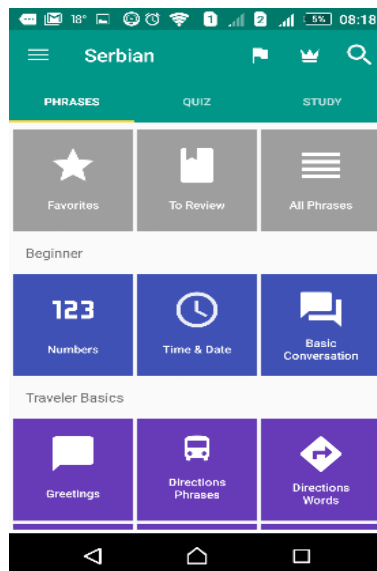 18° 1 2 5% 08:18
Serbian
PHRASES QUIZ STUDY
Favorites To Review All Phrases
Beginner
123
Numbers Time & Date Basic
Conversation
Traveler Basics
Greetings Directions
Phrases Directions
Words